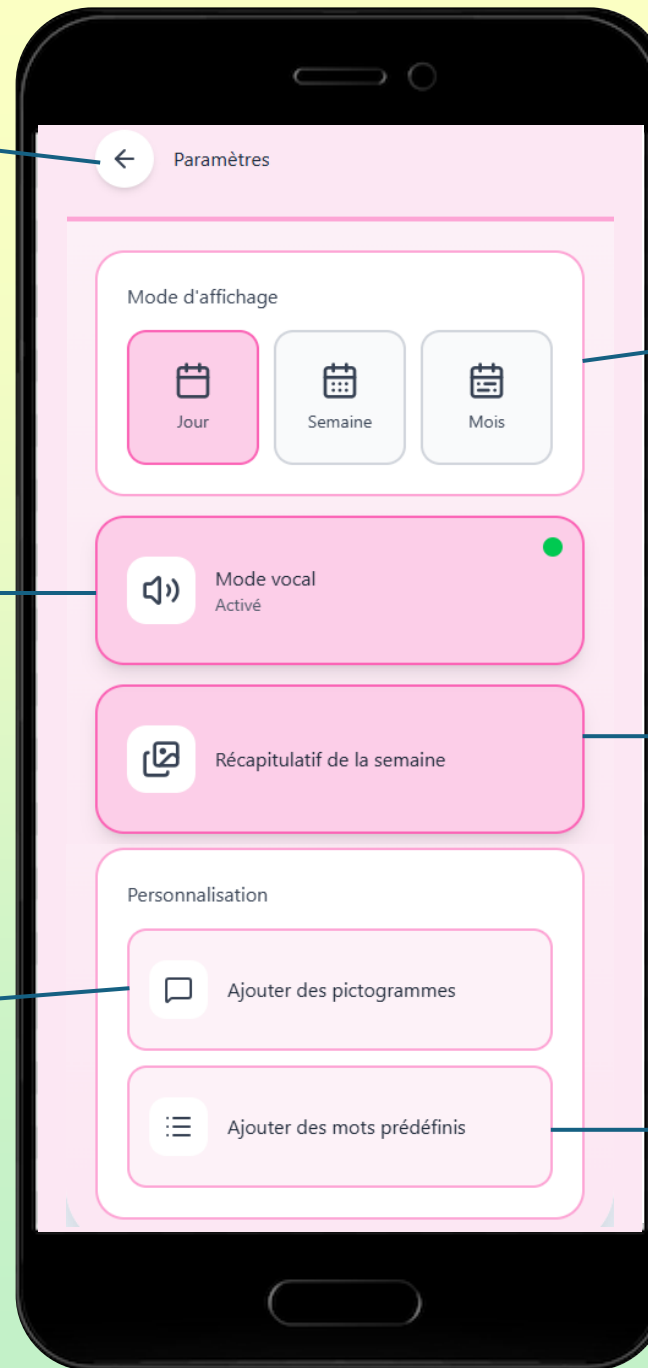 Paramètres
Mode d'affichage
Jour
Semaine
Mois
Mode vocal
Activé
Récapitulatif de la semaine
Personnalisation
Ajouter des pictogrammes
Ajouter des mots prédéfinis